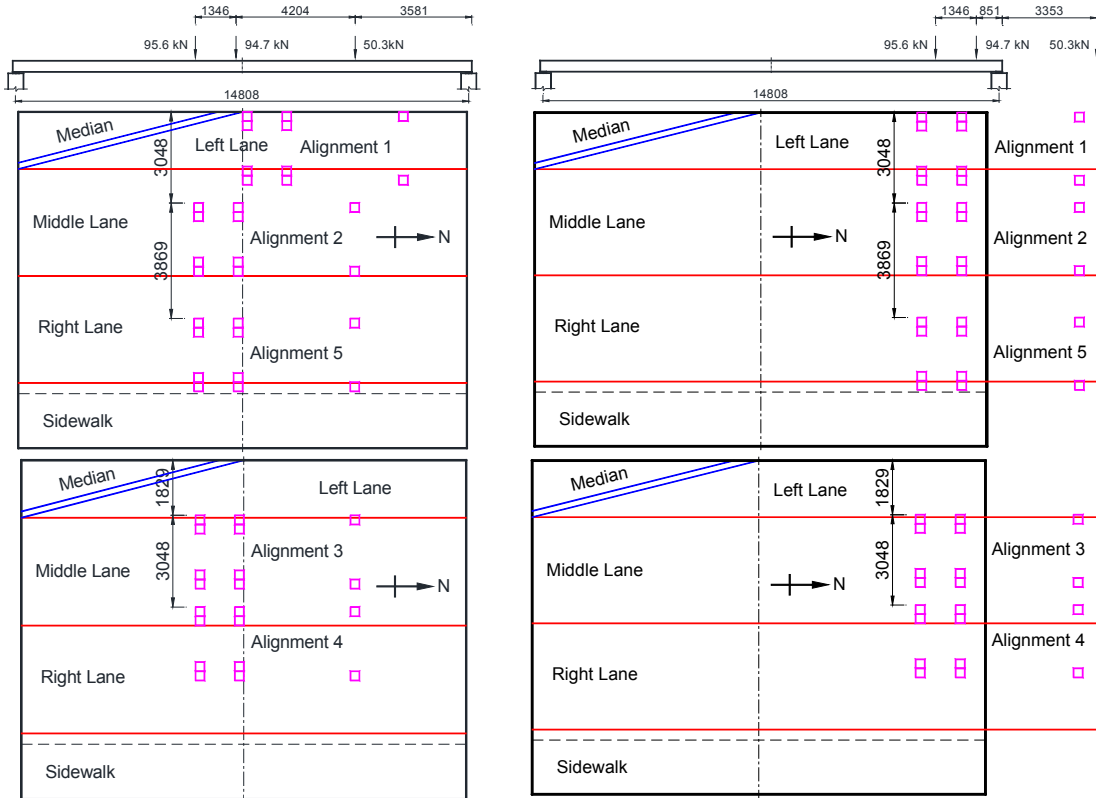 1346 4204 3581
95.6 kN 94.7 kN 50.3kN
14808
Median
Left Lane
Alignment 1
3048
Middle Lane
Alignment 2
N
3869
Right Lane
Alignment 5
Sidewalk
Median
1829
Left Lane
Alignment 3
3048
Middle Lane
N
Alignment 4
Right Lane
Sidewalk
1346 851 3353
95.6 kN 94.7 kN 50.3kN
14808
Median
Left Lane
3048
Alignment 1
Middle Lane
N
Alignment 2
3869
Right Lane
Alignment 5
Sidewalk
Median
Left Lane
1829
Alignment 3
3048
Middle Lane
N
Alignment 4
Right Lane
Sidewalk